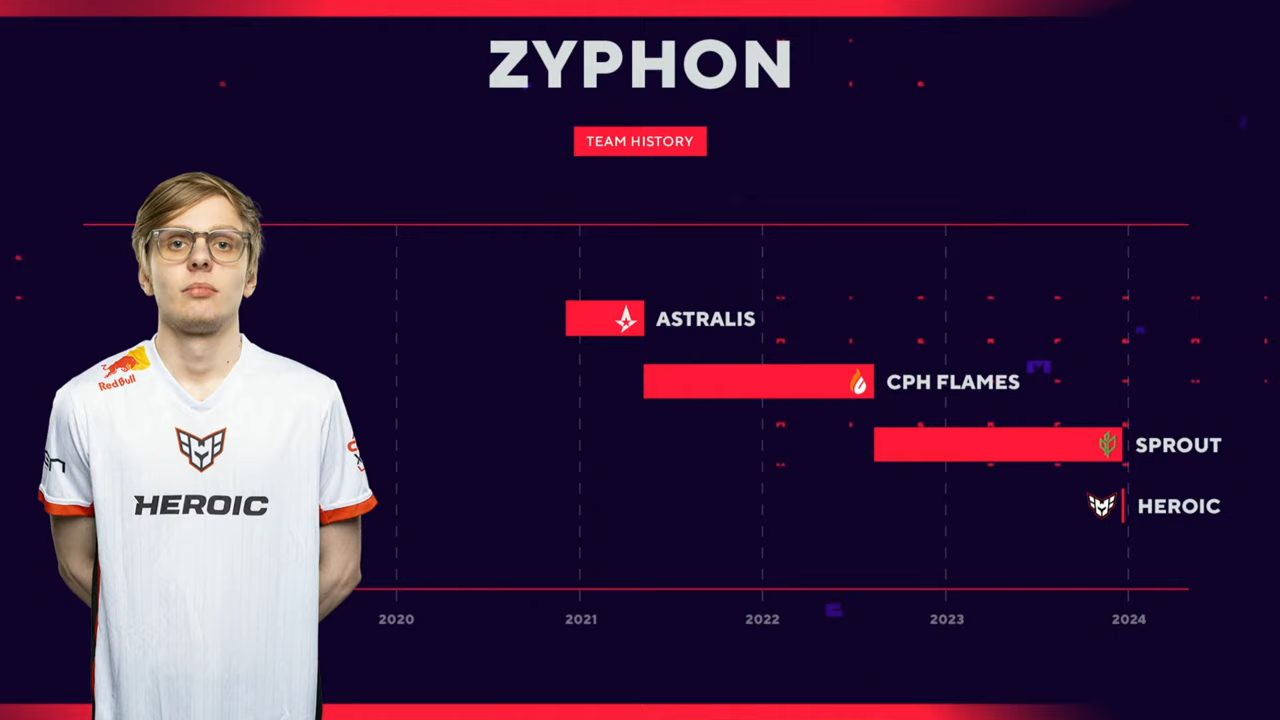 ZYPHON
TEAM HISTORY
ASTRALIS
CPH FLAMES
SPROUT
HEROIC
Red Bull
HEROIC
2020
2021
2022
2023
2024